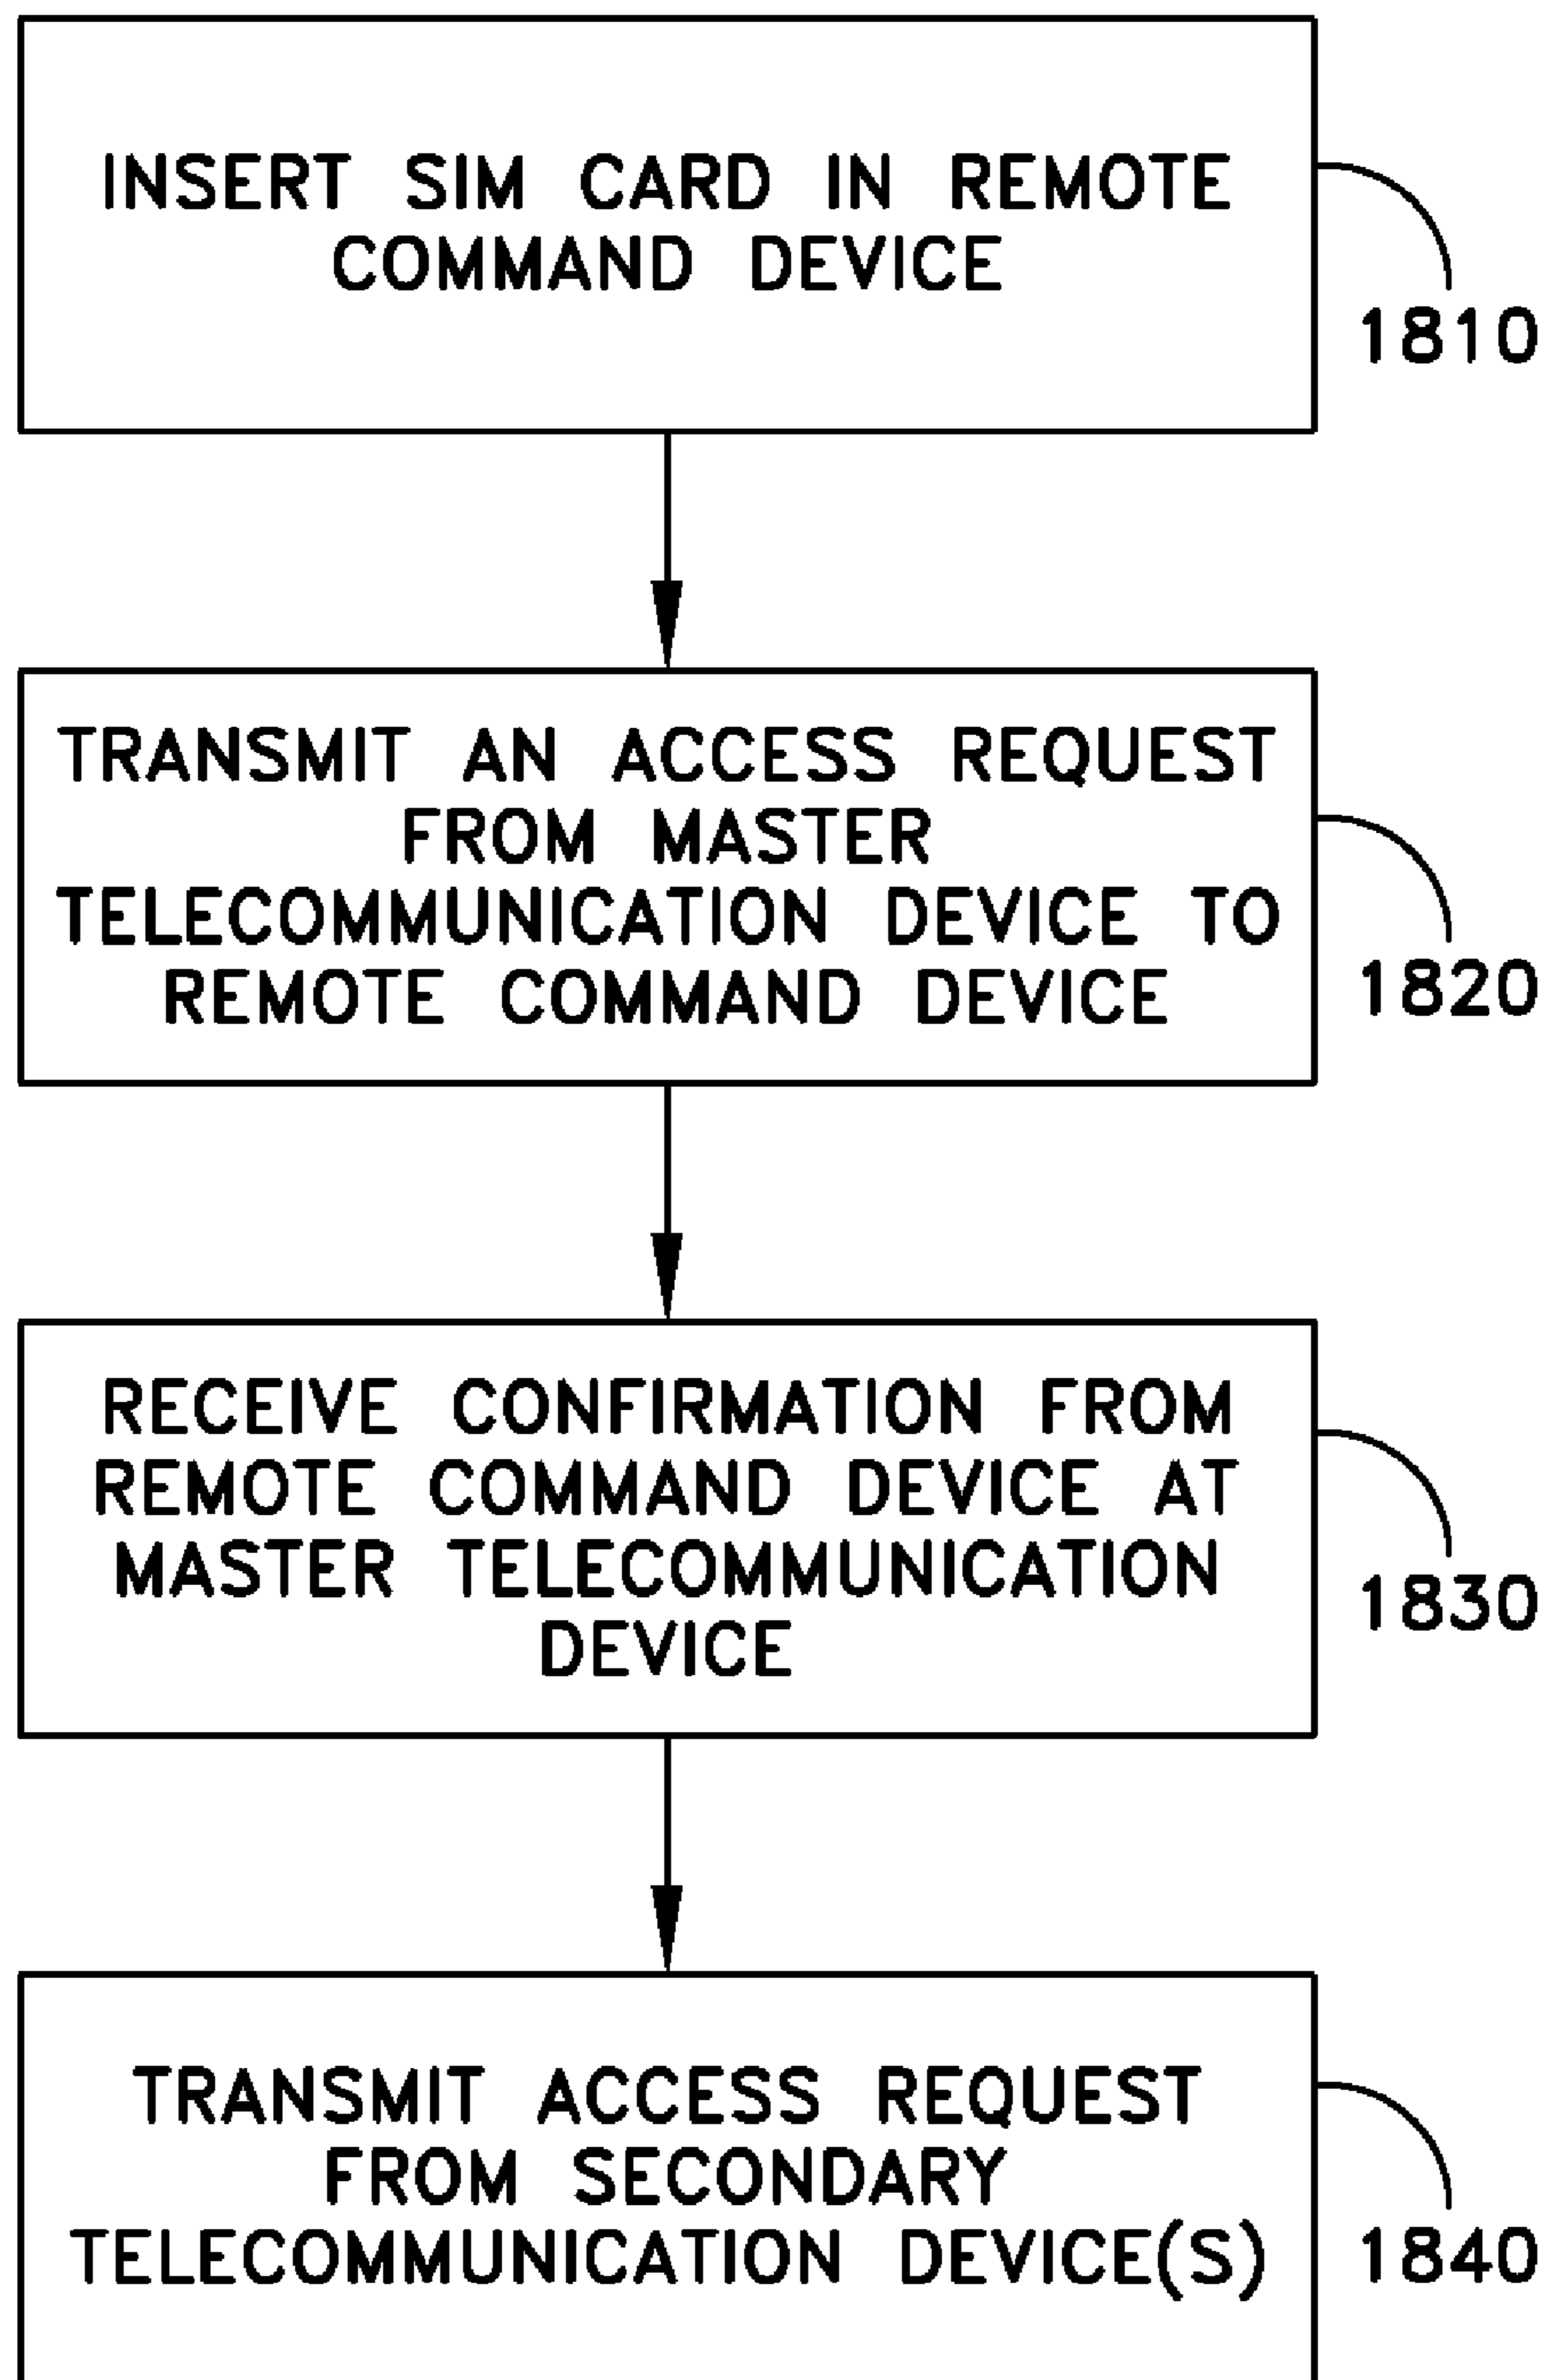 INSERT SIM CARD IN REMOTE
COMMAND DEVICE
1810
TRANSMIT AN ACCESS REQUEST
FROM MASTER
TELECOMMUNICATION DEVICE TO
REMOTE COMMAND DEVICE
1820
RECEIVE CONFIRMATION FROM
REMOTE COMMAND DEVICE AT
MASTER TELECOMMUNICATION
DEVICE
1830
TRANSMIT ACCESS REQUEST
FROM SECONDARY
TELECOMMUNICATION DEVICE(S)
1840